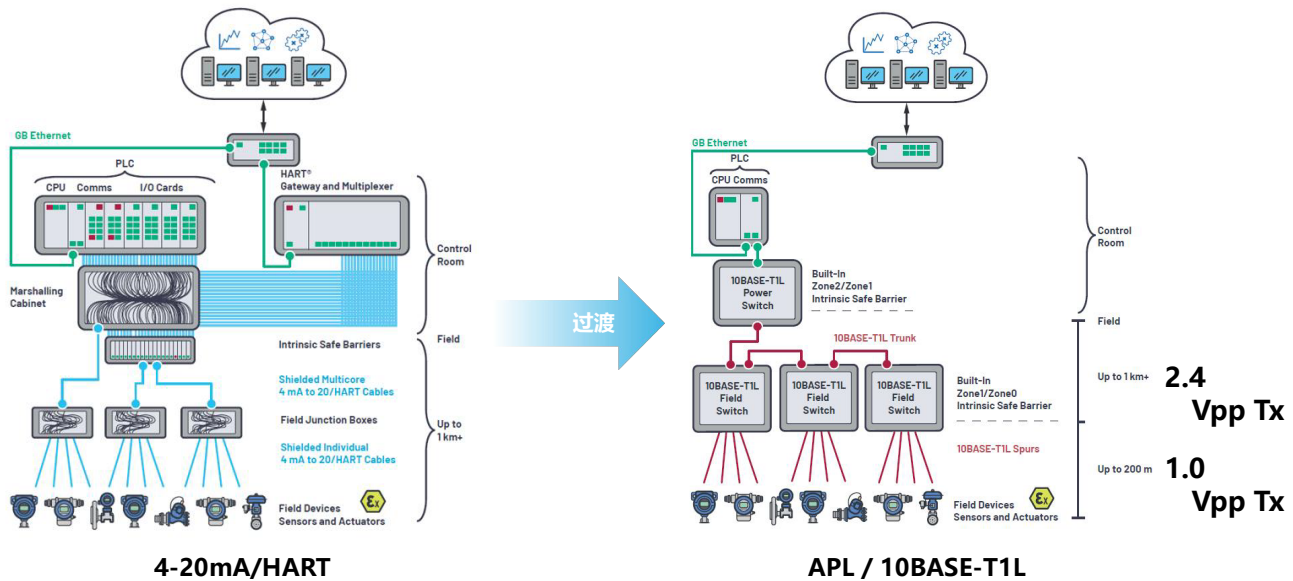 GB Ethernet
PLC
CPU Comms I/O Cards
HART®
Gateway and Multiplexer
Control
Room
Marshalling
Cabinet
Field
Intrinsic Safe Barriers
Shielded Multicore
4 mA to 20/HART Cables
Field Junction Boxes
Up to
1 km+
Shielded Individual
4 mA to 20/HART Cables
Field Devices
Sensors and Actuators
εx
4-20mA/HART
过渡
GB Ethernet
PLC
CPU Comms
Control
Room
10BASE-T1L
Power
Switch
Built-In
Zone2/Zone1
Intrinsic Safe Barrier
Field
10BASE-T1L Trunk
10BASE-T1L
Field
Switch
10BASE-T1L
Field
Switch
10BASE-T1L
Field
Switch
Built-In
Zone1/Zone0
Intrinsic Safe Barrier
Up to 1 km+
2.4
Vpp Tx
10BASE-T1L Spurs
Up to 200 m
1.0
Vpp Tx
Field Devices
Sensors and Actuators
εx
APL / 10BASE-T1L